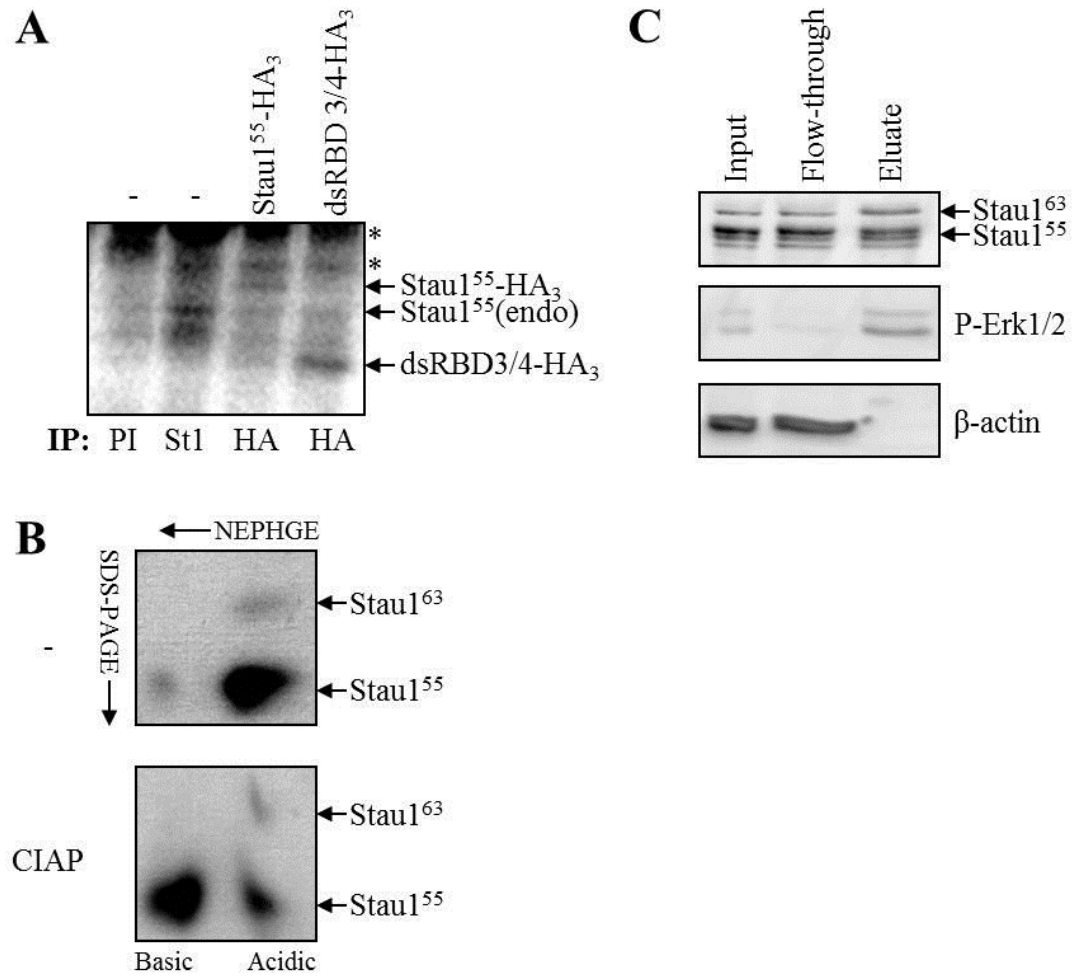 A
-
-
Stau1⁵⁵-HA₃
dsRBD 3/4-HA₃
*
*
Stau1⁵⁵-HA₃
Stau1⁵⁵(endo)
dsRBD3/4-HA₃
IP: PI St1 HA HA
B
NEPHGE
SDS-PAGE
-
Stau1⁶³
Stau1⁵⁵
CIAP
Stau1⁶³
Stau1⁵⁵
Basic Acidic
C
Input
Flow-through
Eluate
Stau1⁶³
Stau1⁵⁵
P-Erk1/2
β-actin